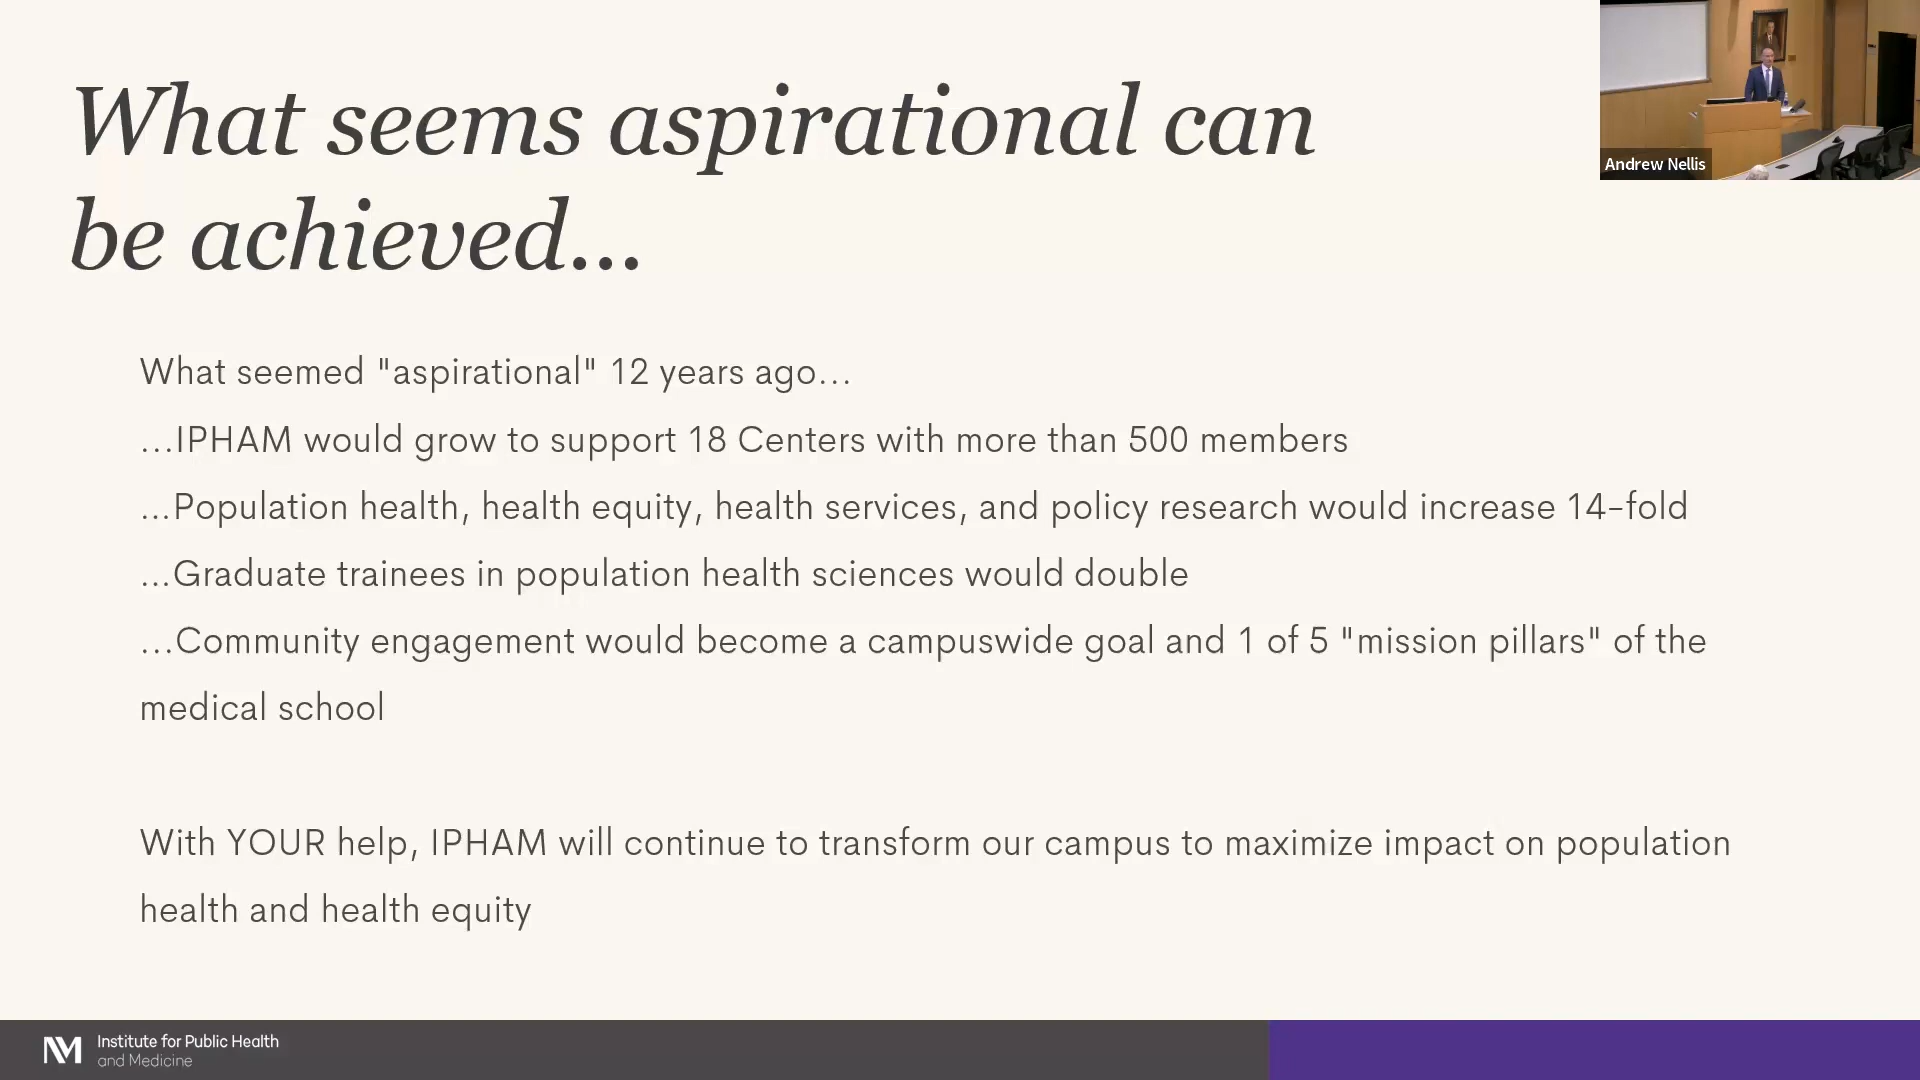 What seems aspirational can
be achieved...
Andrew Nellis
What seemed "aspirational" 12 years ago...
...IPHAM would grow to support 18 Centers with more than 500 members
...Population health, health equity, health services, and policy research would increase 14-fold
...Graduate trainees in population health sciences would double
...Community engagement would become a campuswide goal and 1 of 5 "mission pillars" of the
medical school
With YOUR help, IPHAM will continue to transform our campus to maximize impact on population
health and health equity
NM
Institute for Public Health
and Medicine